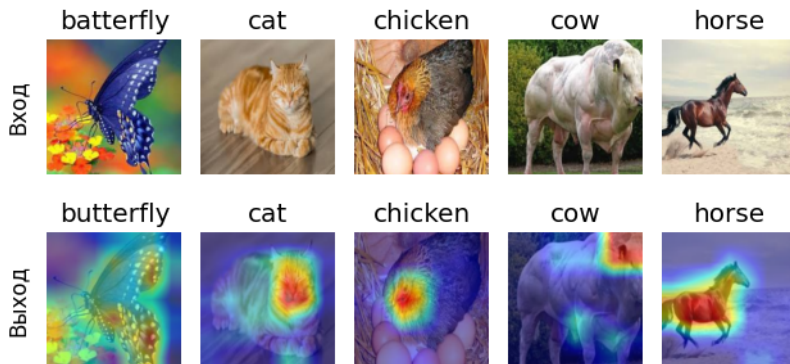 batterfly cat chicken cow horse
Вход
butterfly cat chicken cow horse
Выход